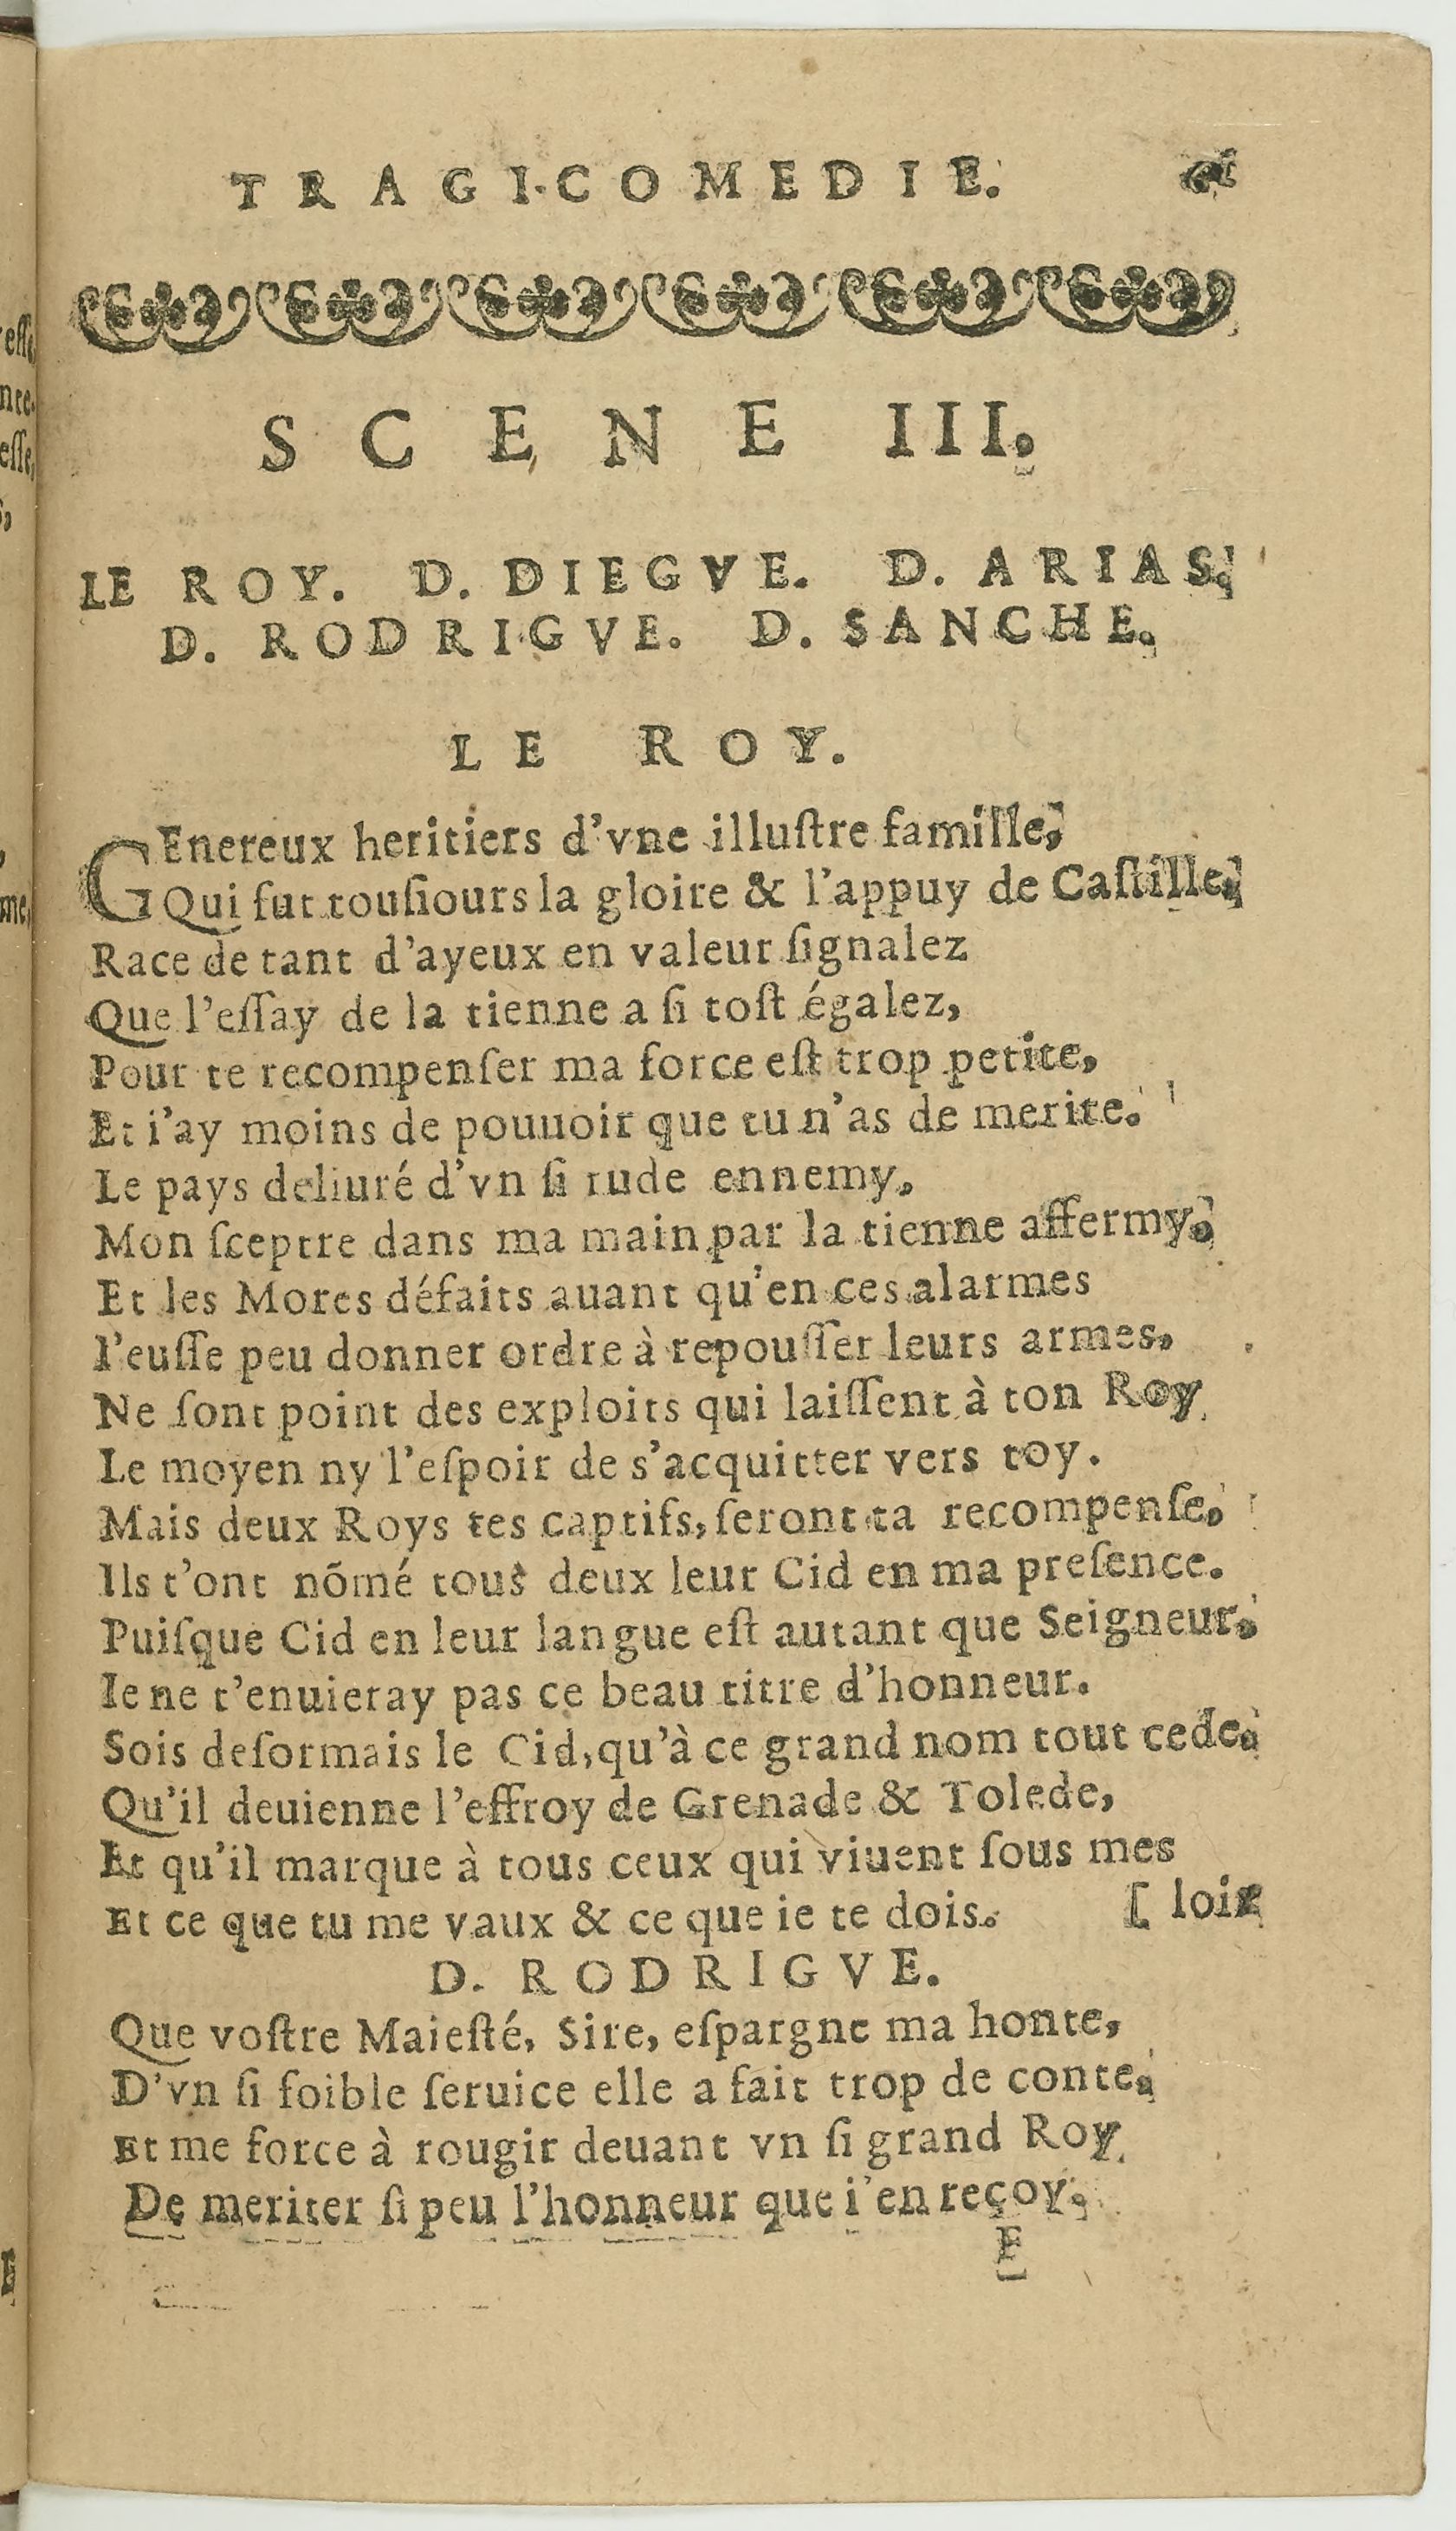 TRAGI-COMEDIE.
SCENE III.
LE ROY. D. DIEGVE. D. ARIAS,
D. RODRIGVE. D. SANCHE.
LE ROY.
GEnereux heritiers d'vne illuſtre famille,
Qui fut touſiours la gloire & l'appuy de Caſtille,
Race de tant d'ayeux en valeur ſignalez
Que l'eſſay de la tienne a ſi toſt égalez,
Pour te recompenſer ma force eſt trop petite,
Et i'ay moins de pouuoir que tu n'as de merite.
Le pays deliuré d'vn ſi rude ennemy,
Mon ſceptre dans ma main par la tienne affermy,
Et les Mores défaits auant qu'en ces alarmes
I'euſſe peu donner ordre à repouſſer leurs armes,
Ne ſont point des exploits qui laiſſent à ton Roy
Le moyen ny l'eſpoir de s'acquitter vers toy.
Mais deux Roys tes captifs, ſeront ta recompenſe,
Ils t'ont nõmé tous deux leur Cid en ma preſence.
Puiſque Cid en leur langue eſt autant que Seigneur,
Ie ne t'enuieray pas ce beau titre d'honneur.
Sois deſormais le Cid, qu'à ce grand nom tout cede,
Qu'il deuienne l'effroy de Grenade & Tolede,
Et qu'il marque à tous ceux qui viuent ſous mes
[ loix
Et ce que tu me vaux & ce que ie te dois.
D. RODRIGVE.
Que voſtre Maieſté, Sire, eſpargne ma honte,
D'vn ſi foible ſeruice elle a fait trop de conte,
Et me force à rougir deuant vn ſi grand Roy
De meriter ſi peu l'honneur que i'en reçoy,